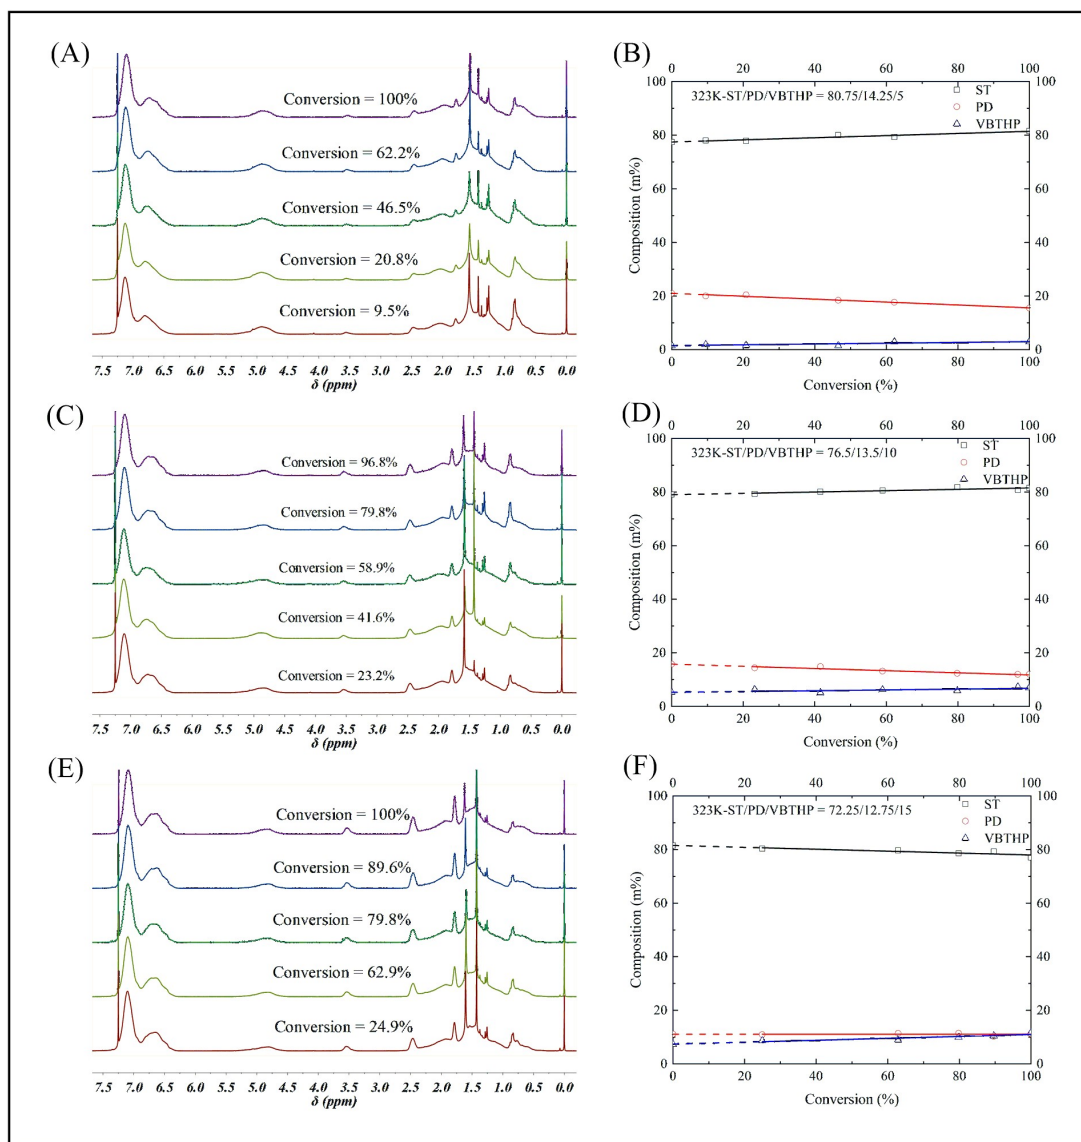 (A)
Conversion = 100%
Conversion = 62.2%
Conversion = 46.5%
Conversion = 20.8%
Conversion = 9.5%
7.5 7.0 6.5 6.0 5.5 5.0 4.5 4.0 3.5 3.0 2.5 2.0 1.5 1.0 0.5 0.0
δ (ppm)
(B)
0 20 40 60 80 100
323K-ST/PD/VBTHP = 80.75/14.25/5
ST
PD
VBTHP
100 100
80 80
60 60
40 40
20 20
0 0
0 20 40 60 80 100
Composition (m%)
Conversion (%)
(C)
Conversion = 96.8%
Conversion = 79.8%
Conversion = 58.9%
Conversion = 41.6%
Conversion = 23.2%
7.5 7.0 6.5 6.0 5.5 5.0 4.5 4.0 3.5 3.0 2.5 2.0 1.5 1.0 0.5 0.0
δ (ppm)
(D)
0 20 40 60 80 100
323K-ST/PD/VBTHP = 76.5/13.5/10
ST
PD
VBTHP
100 100
80 80
60 60
40 40
20 20
0 0
0 20 40 60 80 100
Composition (m%)
Conversion (%)
(E)
Conversion = 100%
Conversion = 89.6%
Conversion = 79.8%
Conversion = 62.9%
Conversion = 24.9%
7.5 7.0 6.5 6.0 5.5 5.0 4.5 4.0 3.5 3.0 2.5 2.0 1.5 1.0 0.5 0.0
δ (ppm)
(F)
0 20 40 60 80 100
323K-ST/PD/VBTHP = 72.25/12.75/15
ST
PD
VBTHP
100 100
80 80
60 60
40 40
20 20
0 0
0 20 40 60 80 100
Composition (m%)
Conversion (%)